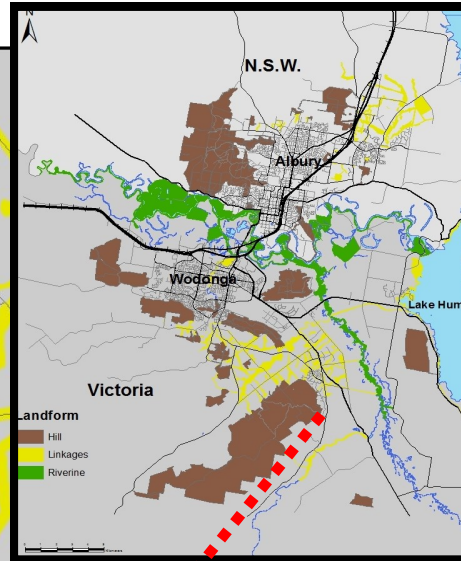 N
N.S.W.
Albury
Wodonga
Lake Hum
Victoria
Landform
Hill
Linkages
Riverine